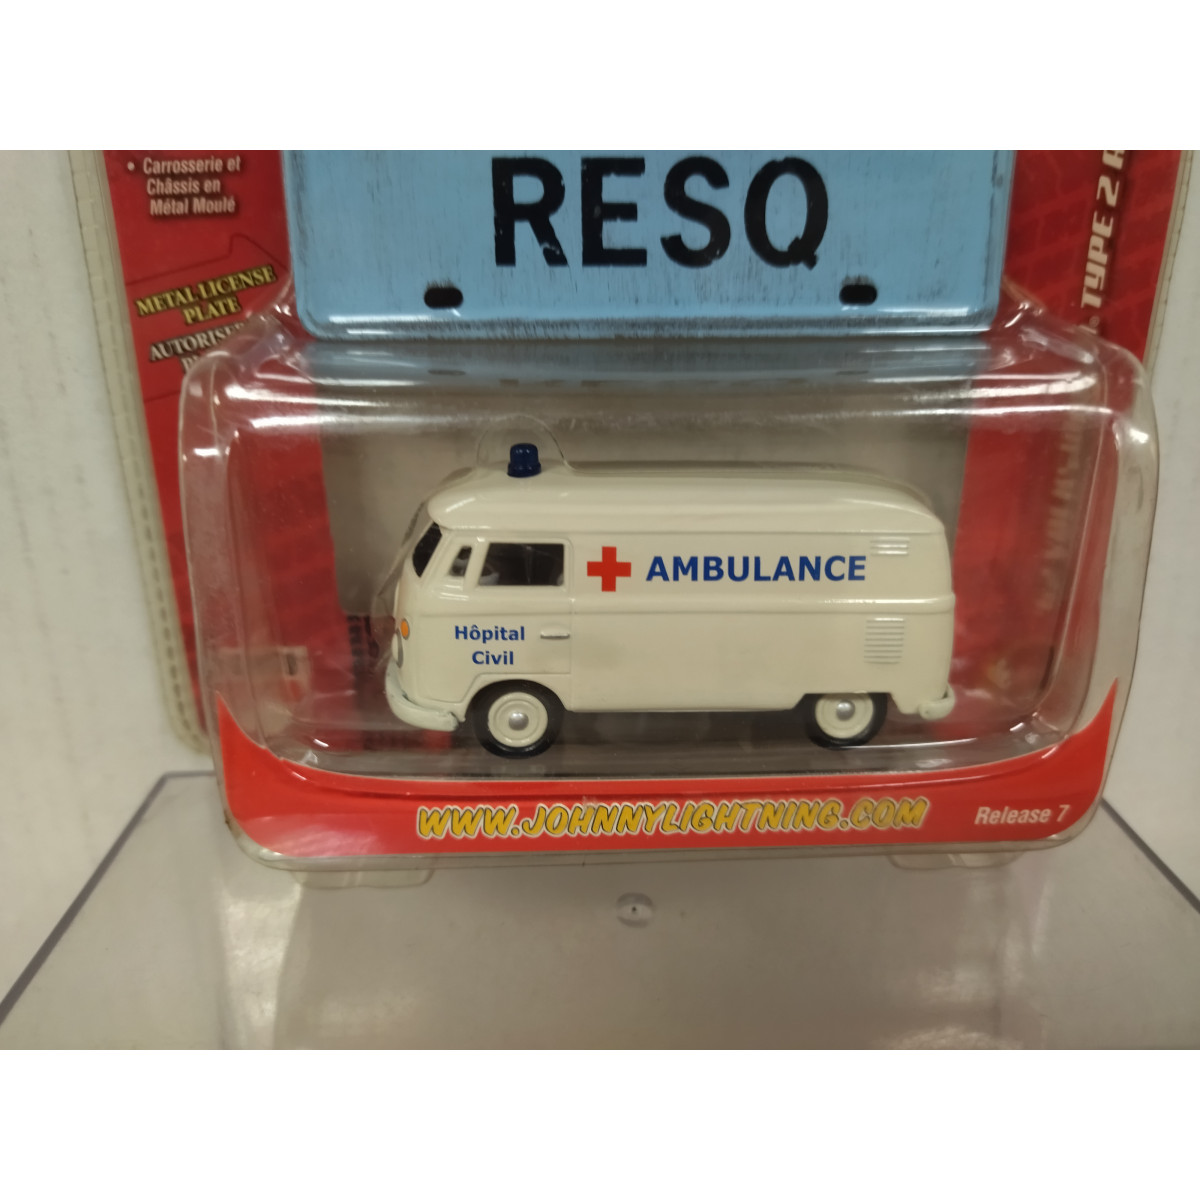 • Carrosserie et
Châssis en
Métal Moulé
METAL LICENSE
PLATE
RESQ
TYPE 2
AMBULANCE
Hôpital
Civil
WWW.JOHNNYLIGHTNING.COM
Release 7